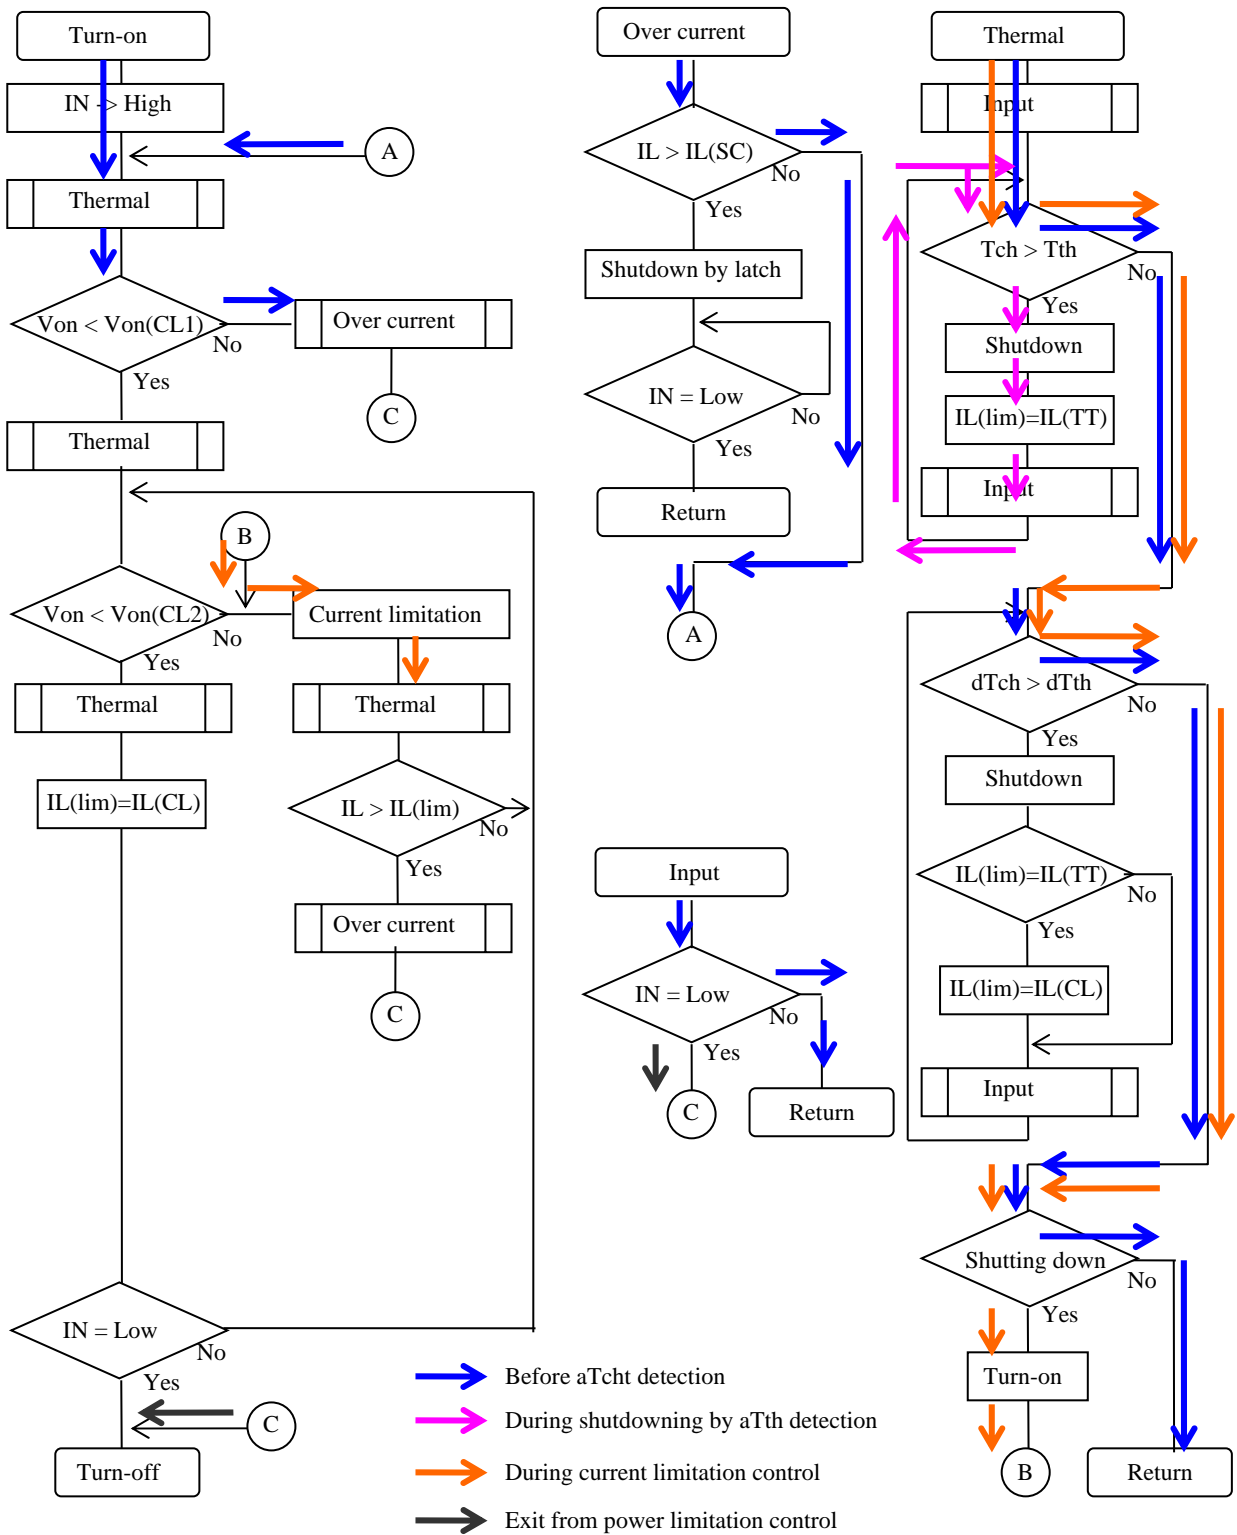 Turn-on
IN -> High
A
Thermal
Von < Von(CL1)
No
Yes
Over current
C
Thermal
B
Von < Von(CL2)
No
Yes
Current limitation
Thermal
Thermal
IL(lim)=IL(CL)
IL > IL(lim)
No
Yes
Over current
C
IN = Low
No
Yes
C
Turn-off
Over current
IL > IL(SC)
No
Yes
Shutdown by latch
IN = Low
No
Yes
Return
A
Input
IN = Low
No
Yes
C
Return
Thermal
Input
Tch > Tth
No
Yes
Shutdown
IL(lim)=IL(TT)
Input
dTch > dTth
No
Yes
Shutdown
IL(lim)=IL(TT)
No
Yes
IL(lim)=IL(CL)
Input
Shutting down
No
Yes
Turn-on
B
Return
Before aTcht detection
During shutdowning by aTth detection
During current limitation control
Exit from power limitation control